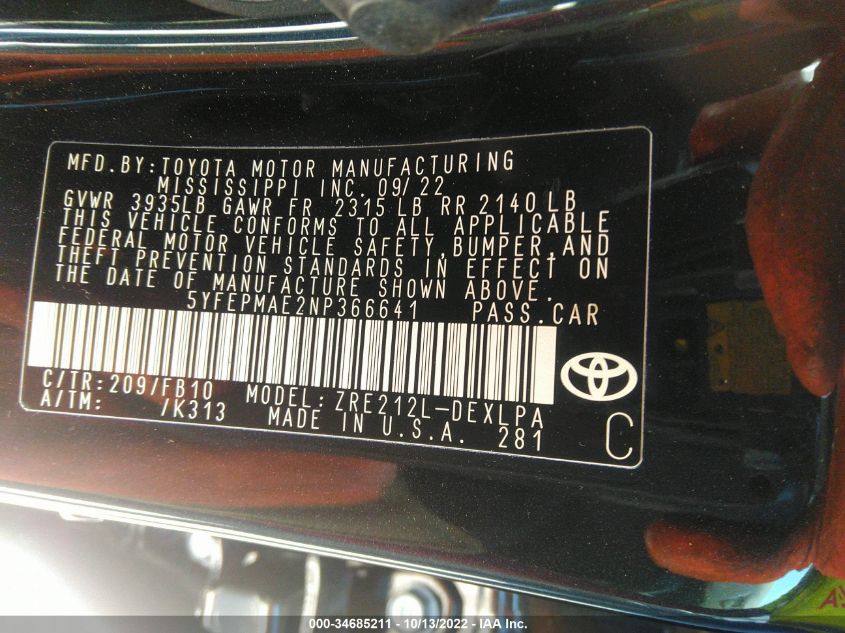 MFD.BY:TOYOTA MOTOR MANUFACTURING
MISSISSIPPI INC. 09/22
GVWR 3935LB GAWR FR 2315 LB RR 2140 LB
THIS VEHICLE CONFORMS TO ALL APPLICABLE
FEDERAL MOTOR VEHICLE SAFETY,BUMPER,AND
THEFT PREVENTION STANDARDS IN EFFECT ON
THE DATE OF MANUFACTURE SHOWN ABOVE.
5YFEPMAE2NP366641 PASS.CAR
C/TR:209/FB10 MODEL: ZRE212L-DEXLPA
A/TM: /K313 MADE IN U.S.A. 281
C
000-34685211 - 10/13/2022 - IAA Inc.